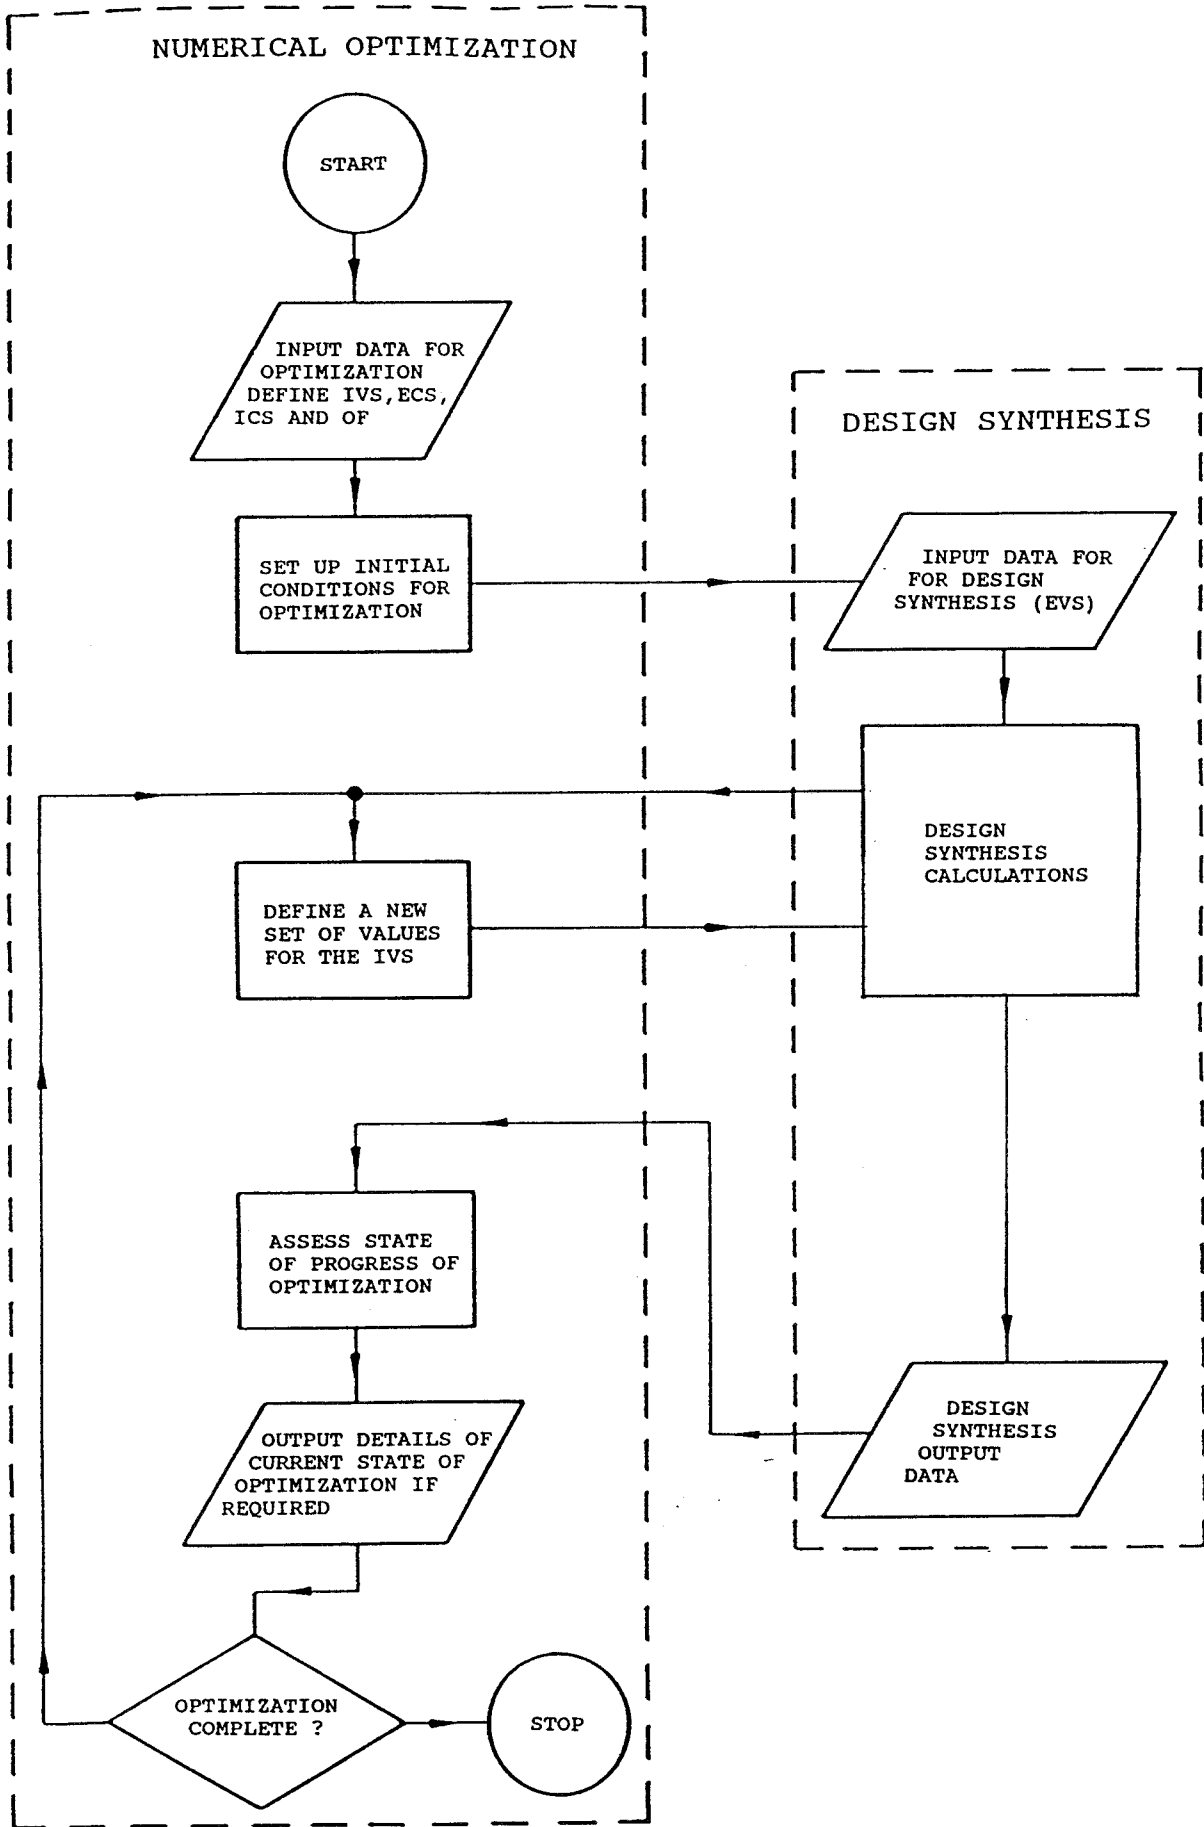 NUMERICAL OPTIMIZATION
START
INPUT DATA FOR
OPTIMIZATION
DEFINE IVS,ECS,
ICS AND OF
SET UP INITIAL
CONDITIONS FOR
OPTIMIZATION
DESIGN SYNTHESIS
INPUT DATA FOR
FOR DESIGN
SYNTHESIS (EVS)
DESIGN
SYNTHESIS
CALCULATIONS
DEFINE A NEW
SET OF VALUES
FOR THE IVS
ASSESS STATE
OF PROGRESS OF
OPTIMIZATION
DESIGN
SYNTHESIS
OUTPUT
DATA
OUTPUT DETAILS OF
CURRENT STATE OF
OPTIMIZATION IF
REQUIRED
OPTIMIZATION
COMPLETE ?
STOP